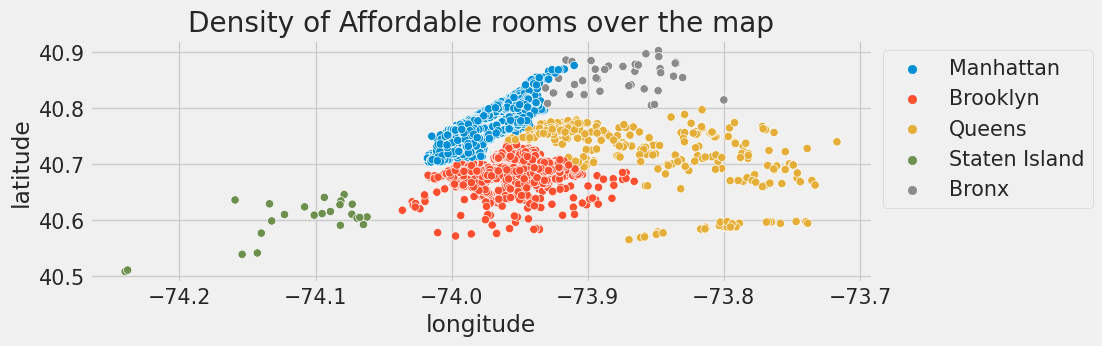 Density of Affordable rooms over the map
40.9
40.8
40.7
40.6
40.5
latitude
−74.2
−74.1
−74.0
−73.9
−73.8
−73.7
longitude
Manhattan
Brooklyn
Queens
Staten Island
Bronx